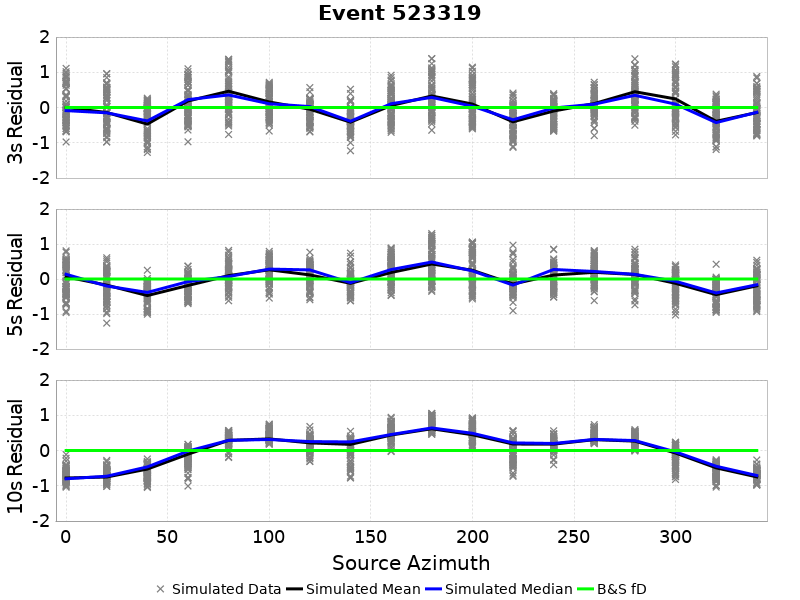 Event 523319
2
1
0
-1
-2
3s Residual
2
1
0
-1
-2
5s Residual
2
1
0
-1
-2
10s Residual
0 50 100 150 200 250 300
Source Azimuth
Simulated Data Simulated Mean Simulated Median B&S fD